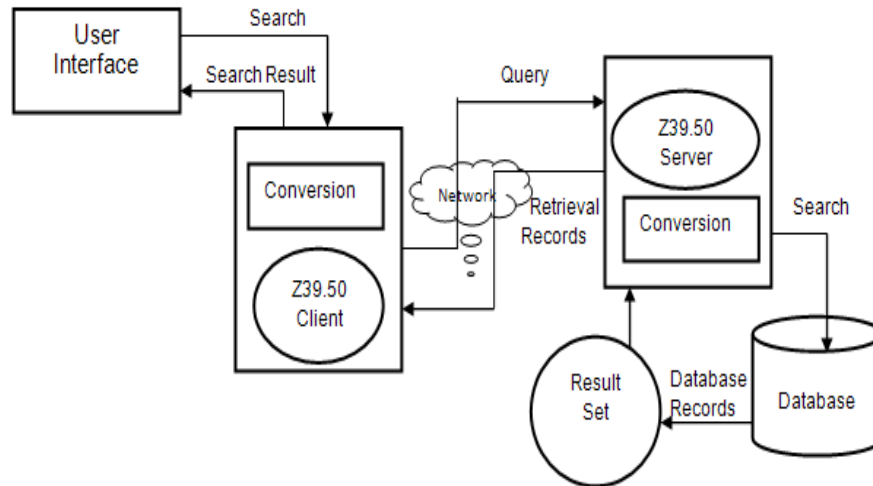 Search
User
Interface
Search Result
Query
Z39.50
Server
Conversion
Network
Retrieval
Records
Conversion
Search
Z39.50
Client
Result
Set
Database
Records
Database